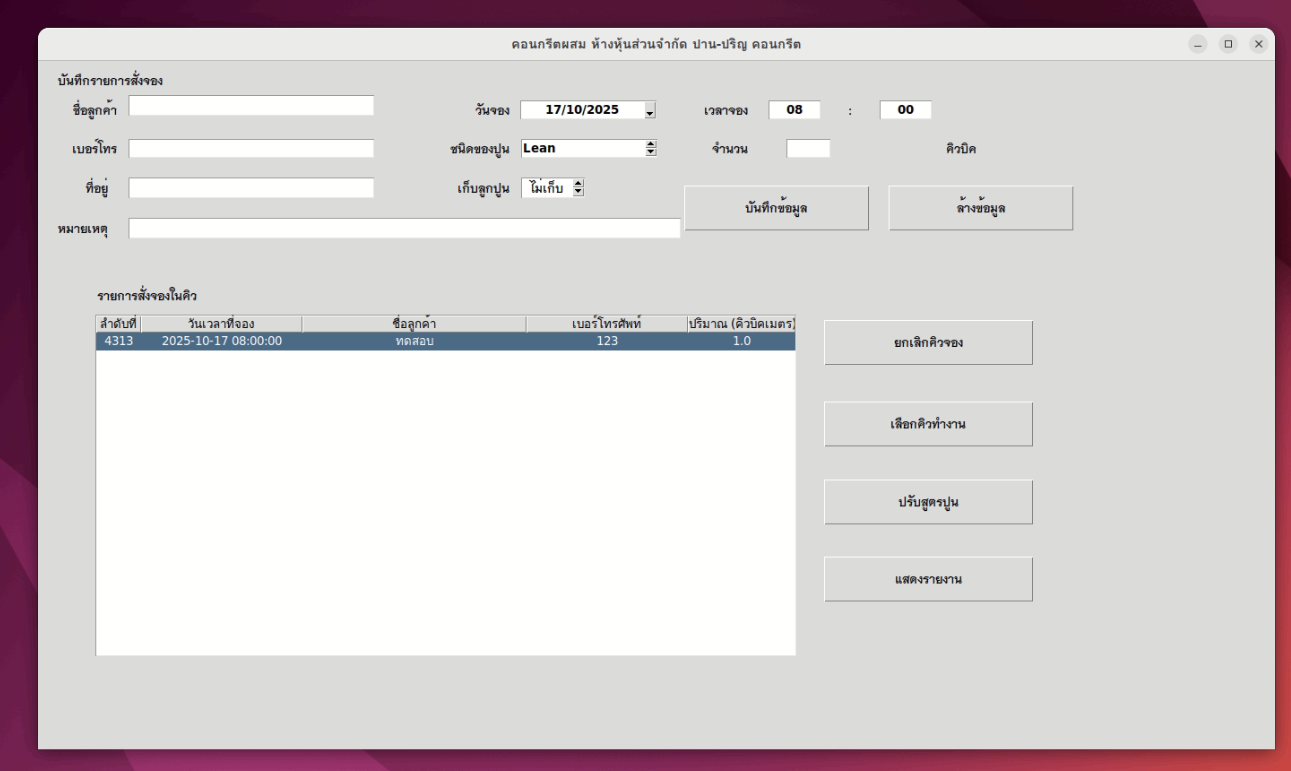 คอนกรีตผสม ห้างหุ้นส่วนจำกัด ปาน-ปริญ คอนกรีต
บันทึกรายการสั่งจอง
ชื่อลูกค้า วันจอง 17/10/2025 เวลาจอง 08 : 00
เบอร์โทร ชนิดของปูน Lean จำนวน คิวบิค
ที่อยู่ เก็บลูกปูน ไม่เก็บ บันทึกข้อมูล ล้างข้อมูล
หมายเหตุ
รายการสั่งจองในคิว
ลำดับที่ วันเวลาที่จอง ชื่อลูกค้า เบอร์โทรศัพท์ ปริมาณ (คิวบิคเมตร)
4313 2025-10-17 08:00:00 ทดสอบ 123 1.0
ยกเลิกคิวจอง
เลือกคิวทำงาน
ปรับสูตรปูน
แสดงรายงาน